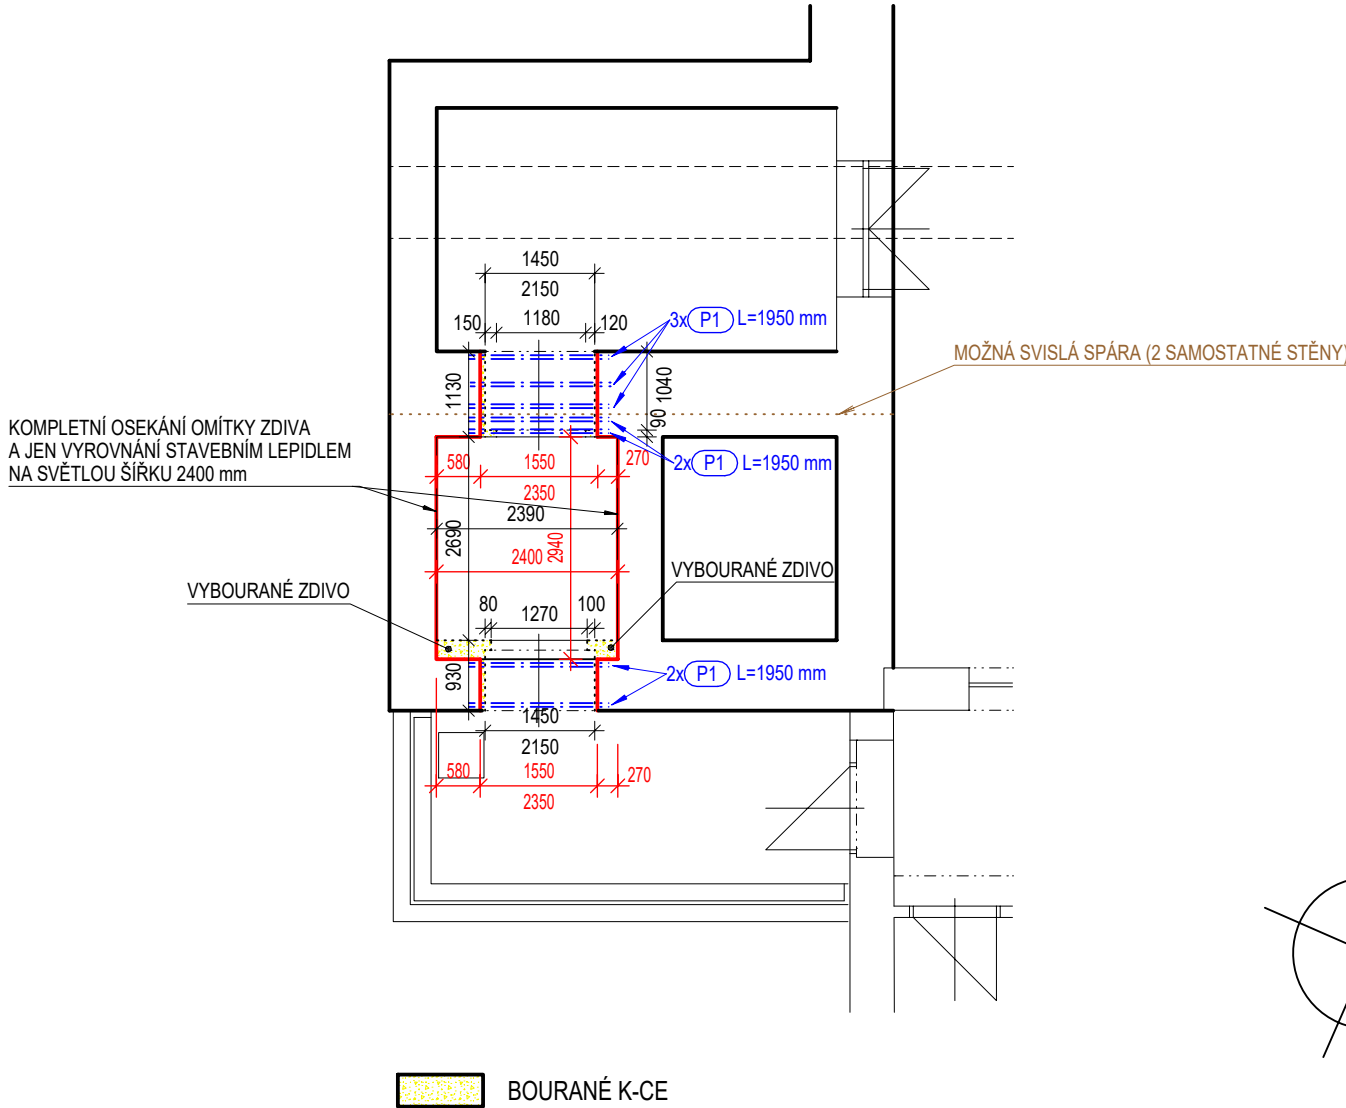 1450
2150
150
1180
120
3x P1 L=1950 mm
MOŽNÁ SVISLÁ SPÁRA (2 SAMOSTATNÉ STĚNY)
1130
1040
90
KOMPLETNÍ OSEKÁNÍ OMÍTKY ZDIVA
A JEN VYROVNÁNÍ STAVEBNÍM LEPIDLEM
NA SVĚTLOU ŠÍŘKU 2400 mm
580
1550
270
2x P1 L=1950 mm
2350
2390
2690
2400
2940
VYBOURANÉ ZDIVO
VYBOURANÉ ZDIVO
80
1270
100
930
2x P1 L=1950 mm
1450
2150
580
1550
270
2350
BOURANÉ K-CE